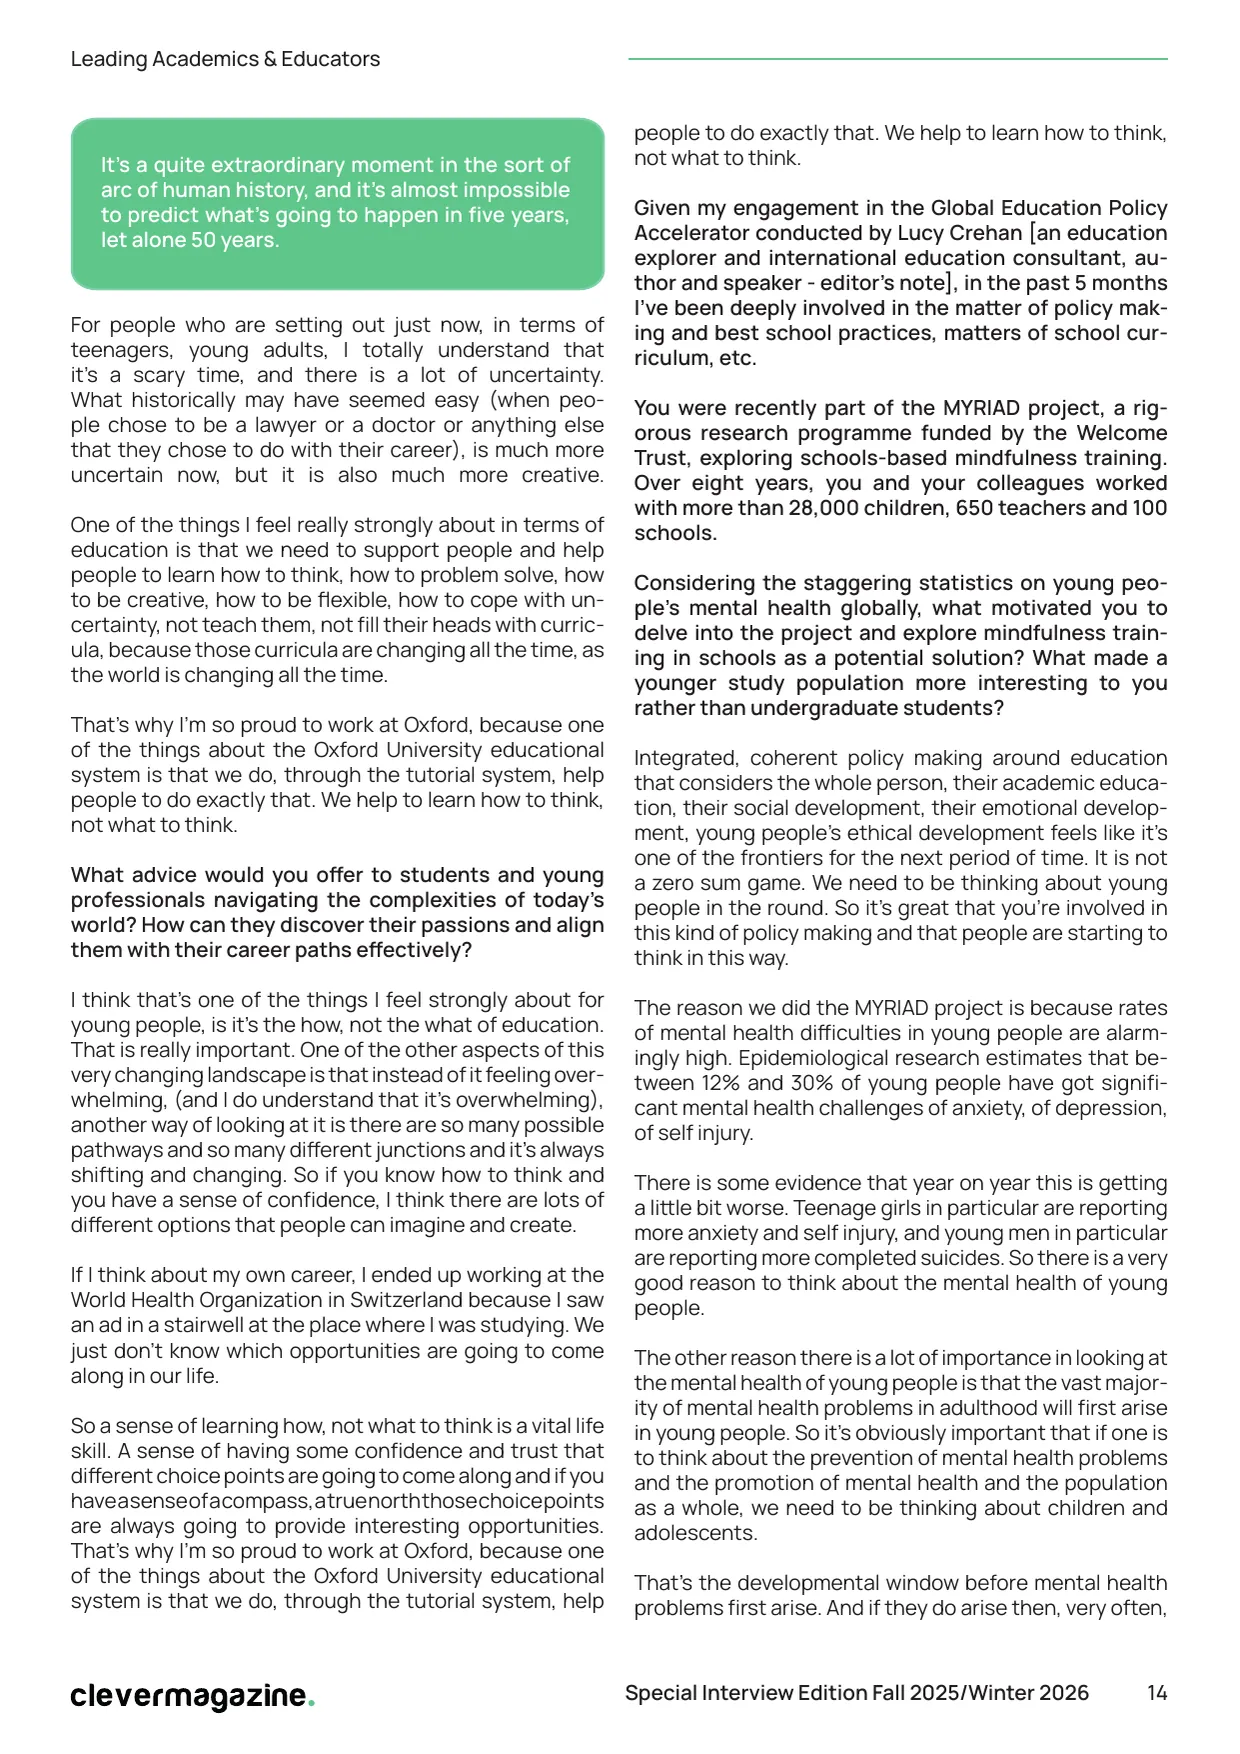 Leading Academics & Educators
It's a quite extraordinary moment in the sort of
arc of human history, and it's almost impossible
to predict what's going to happen in five years,
let alone 50 years.
For people who are setting out just now, in terms of
teenagers, young adults, I totally understand that
it's a scary time, and there is a lot of uncertainty.
What historically may have seemed easy (when peo-
ple chose to be a lawyer or a doctor or anything else
that they chose to do with their career), is much more
uncertain now, but it is also much more creative.
One of the things I feel really strongly about in terms of
education is that we need to support people and help
people to learn how to think, how to problem solve, how
to be creative, how to be flexible, how to cope with un-
certainty, not teach them, not fill their heads with curric-
ula, because those curricula are changing all the time, as
the world is changing all the time.
That's why I'm so proud to work at Oxford, because one
of the things about the Oxford University educational
system is that we do, through the tutorial system, help
people to do exactly that. We help to learn how to think,
not what to think.
What advice would you offer to students and young
professionals navigating the complexities of today's
world? How can they discover their passions and align
them with their career paths effectively?
I think that's one of the things I feel strongly about for
young people, is it's the how, not the what of education.
That is really important. One of the other aspects of this
very changing landscape is that instead of it feeling over-
whelming, (and I do understand that it's overwhelming),
another way of looking at it is there are so many possible
pathways and so many different junctions and it's always
shifting and changing. So if you know how to think and
you have a sense of confidence, I think there are lots of
different options that people can imagine and create.
If I think about my own career, I ended up working at the
World Health Organization in Switzerland because I saw
an ad in a stairwell at the place where I was studying. We
just don't know which opportunities are going to come
along in our life.
So a sense of learning how, not what to think is a vital life
skill. A sense of having some confidence and trust that
different choice points are going to come along and if you
have a sense of a compass, a true north those choice points
are always going to provide interesting opportunities.
That's why I'm so proud to work at Oxford, because one
of the things about the Oxford University educational
system is that we do, through the tutorial system, help
people to do exactly that. We help to learn how to think,
not what to think.
Given my engagement in the Global Education Policy
Accelerator conducted by Lucy Crehan [an education
explorer and international education consultant, au-
thor and speaker - editor's note], in the past 5 months
I've been deeply involved in the matter of policy mak-
ing and best school practices, matters of school cur-
riculum, etc.
You were recently part of the MYRIAD project, a rig-
orous research programme funded by the Welcome
Trust, exploring schools-based mindfulness training.
Over eight years, you and your colleagues worked
with more than 28,000 children, 650 teachers and 100
schools.
Considering the staggering statistics on young peo-
ple's mental health globally, what motivated you to
delve into the project and explore mindfulness train-
ing in schools as a potential solution? What made a
younger study population more interesting to you
rather than undergraduate students?
Integrated, coherent policy making around education
that considers the whole person, their academic educa-
tion, their social development, their emotional develop-
ment, young people's ethical development feels like it's
one of the frontiers for the next period of time. It is not
a zero sum game. We need to be thinking about young
people in the round. So it's great that you're involved in
this kind of policy making and that people are starting to
think in this way.
The reason we did the MYRIAD project is because rates
of mental health difficulties in young people are alarm-
ingly high. Epidemiological research estimates that be-
tween 12% and 30% of young people have got signifi-
cant mental health challenges of anxiety, of depression,
of self injury.
There is some evidence that year on year this is getting
a little bit worse. Teenage girls in particular are reporting
more anxiety and self injury, and young men in particular
are reporting more completed suicides. So there is a very
good reason to think about the mental health of young
people.
The other reason there is a lot of importance in looking at
the mental health of young people is that the vast major-
ity of mental health problems in adulthood will first arise
in young people. So it's obviously important that if one is
to think about the prevention of mental health problems
and the promotion of mental health and the population
as a whole, we need to be thinking about children and
adolescents.
That's the developmental window before mental health
problems first arise. And if they do arise then, very often,
clevermagazine.
Special Interview Edition Fall 2025/Winter 2026
14